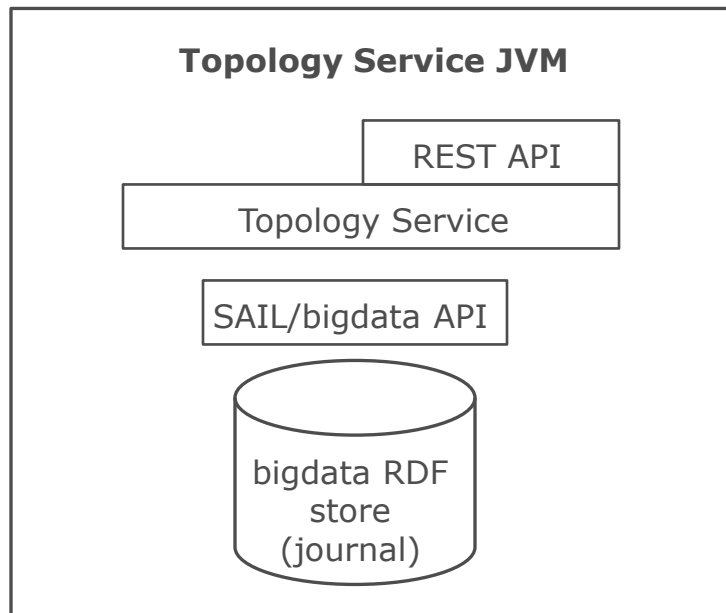 Topology Service JVM
REST API
Topology Service
SAIL/bigdata API
bigdata RDF
store
(journal)